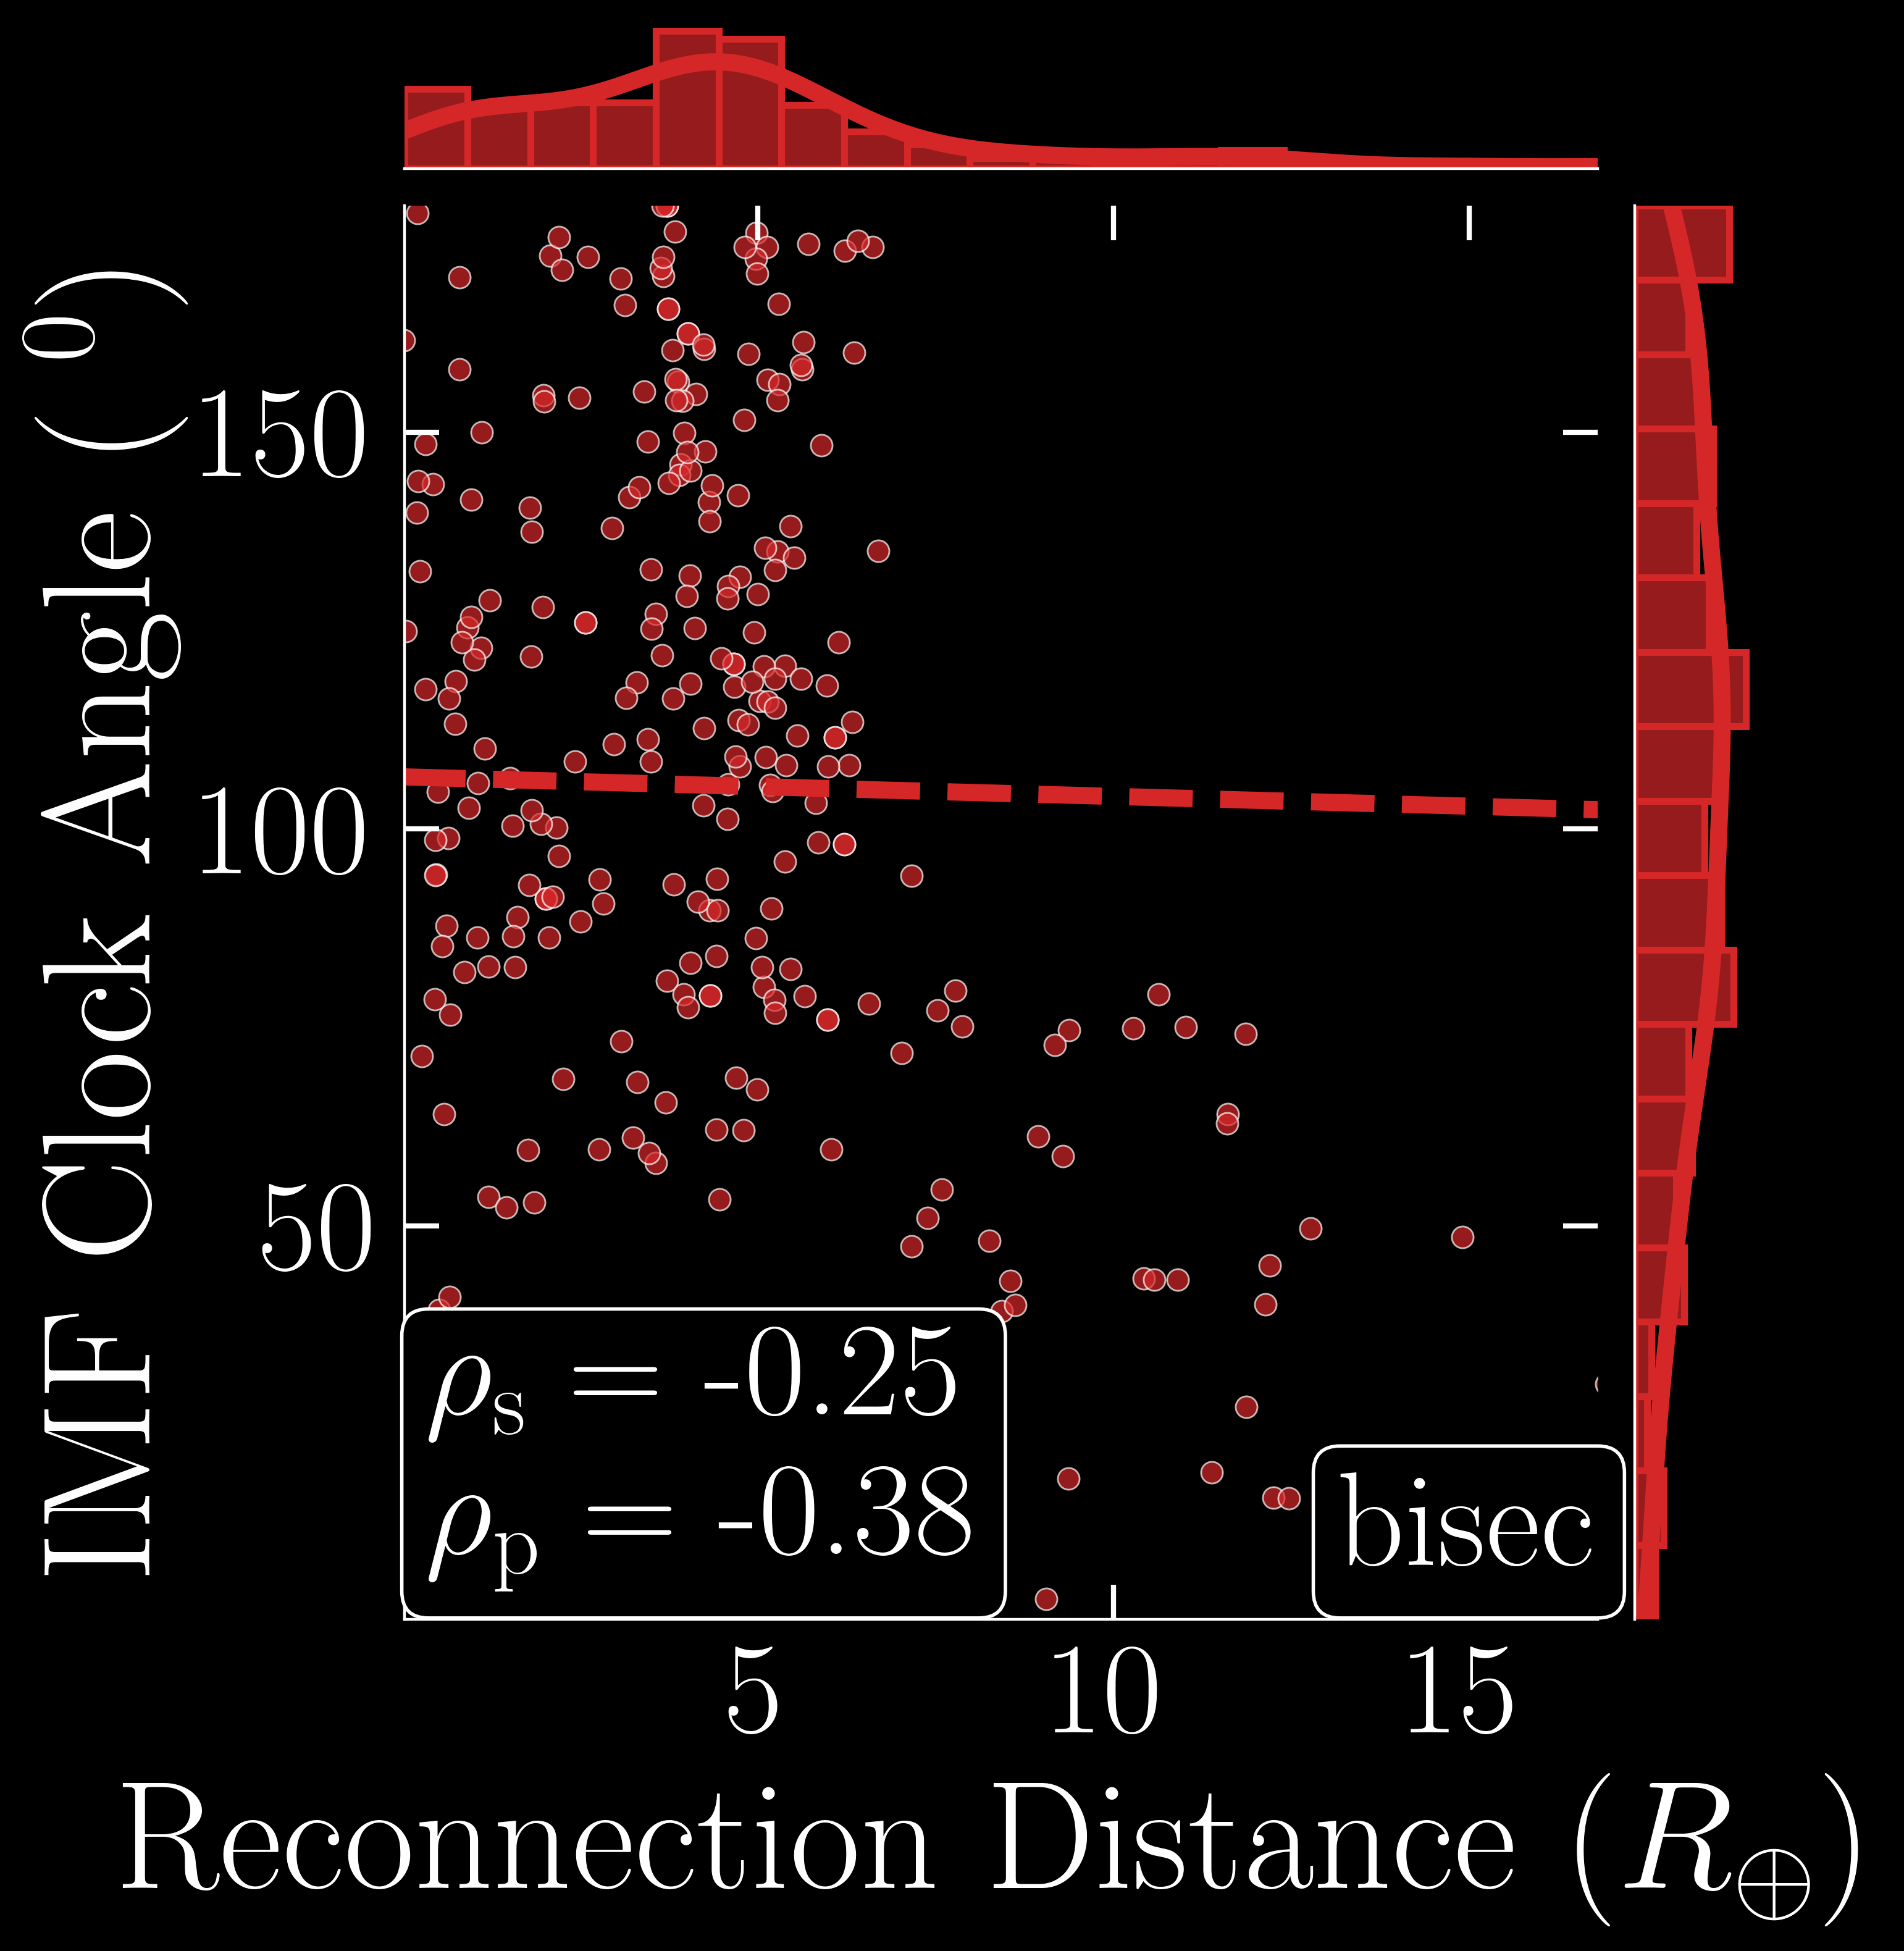 IMF Clock Angle ( 0)
150
100
50
ρs = -0.25
ρp = -0.38
bisec
5 10 15
Reconnection Distance (R⊕)